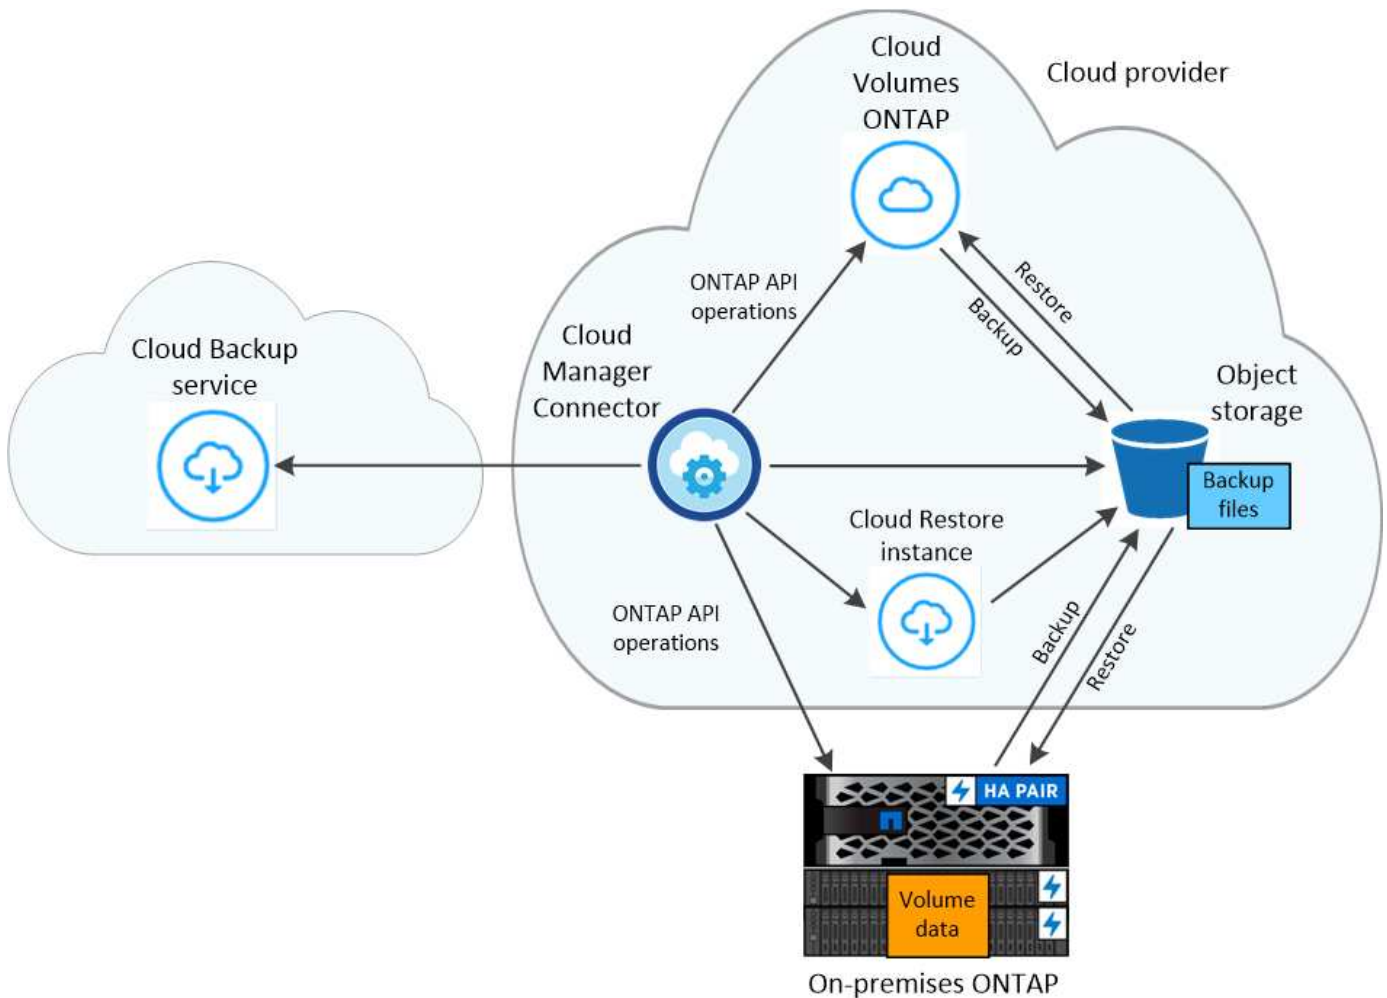 Cloud
Volumes
ONTAP
Cloud provider
ONTAP API
operations
Restore
Backup
Cloud Backup
service
Cloud
Manager
Connector
Object
storage
Backup
files
Cloud Restore
instance
ONTAP API
operations
Backup
Restore
HA PAIR
Volume
data
On-premises ONTAP